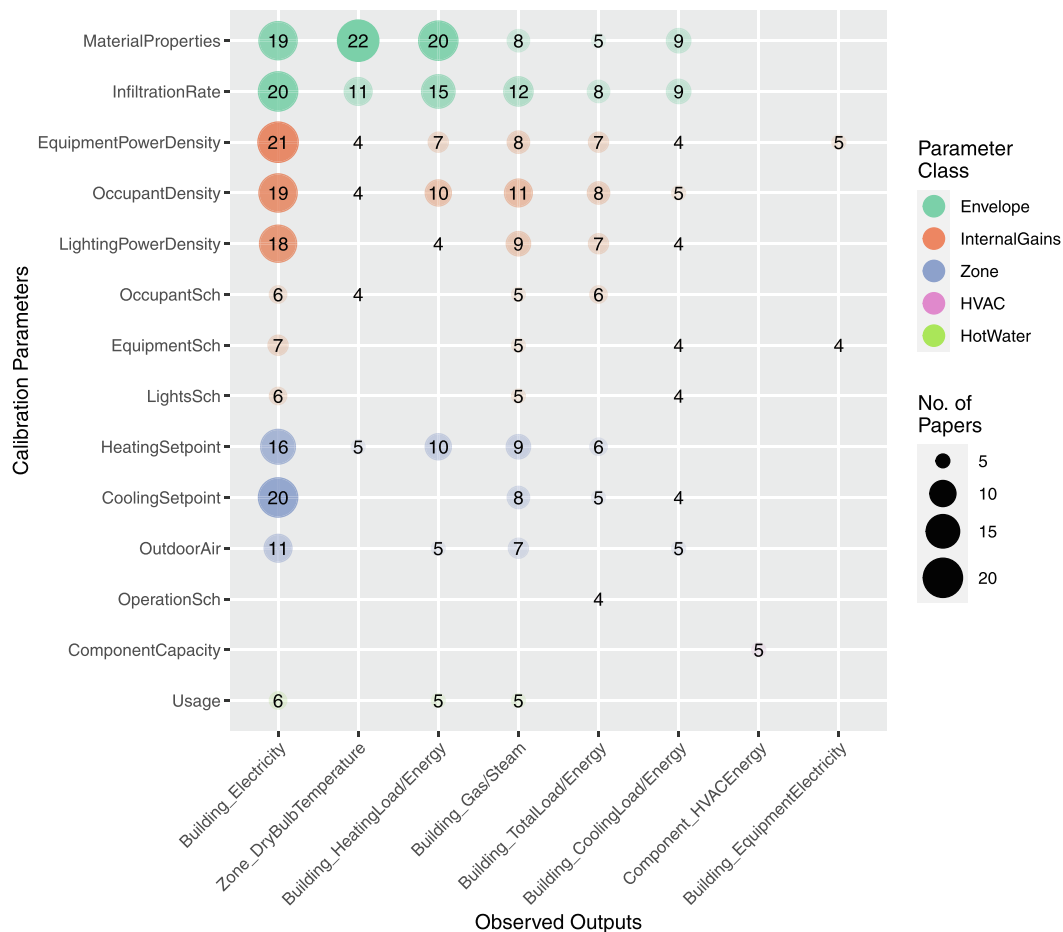 MaterialProperties 19 22 20 8 5 9
InfiltrationRate 20 11 15 12 8 9
EquipmentPowerDensity 21 4 7 8 7 4 5
OccupantDensity 19 4 10 11 8 5
LightingPowerDensity 18 4 9 7 4
OccupantSch 6 4 5 6
EquipmentSch 7 5 4 4
LightsSch 6 5 4
HeatingSetpoint 16 5 10 9 6
CoolingSetpoint 20 8 5 4
OutdoorAir 11 5 7 5
OperationSch 4
ComponentCapacity 5
Usage 6 5 5
Calibration Parameters
Building_Electricity
Zone_DryBulbTemperature
Building_HeatingLoad/Energy
Building_Gas/Steam
Building_TotalLoad/Energy
Building_CoolingLoad/Energy
Component_HVACEnergy
Building_EquipmentElectricity
Observed Outputs
Parameter
Class
Envelope
InternalGains
Zone
HVAC
HotWater
No. of
Papers
5
10
15
20